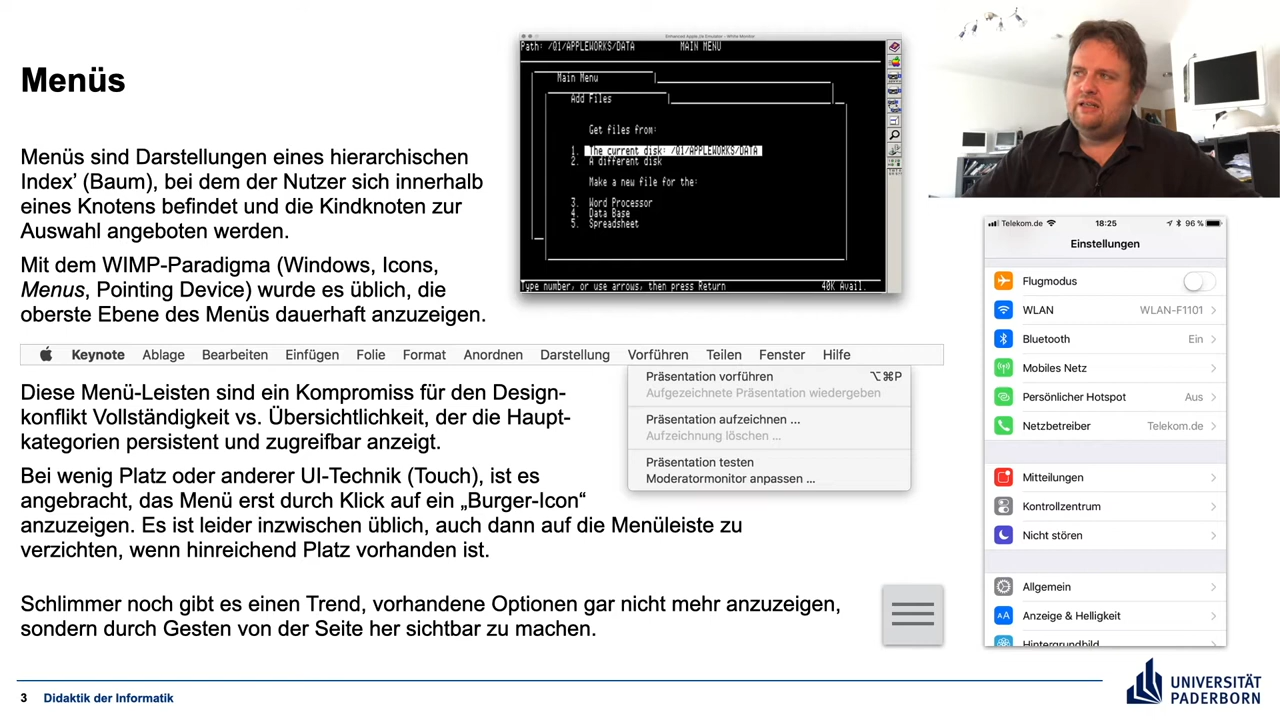 Menüs
Menüs sind Darstellungen eines hierarchischen
Index’ (Baum), bei dem der Nutzer sich innerhalb
eines Knotens befindet und die Kindknoten zur
Auswahl angeboten werden.
Mit dem WIMP-Paradigma (Windows, Icons,
Menus, Pointing Device) wurde es üblich, die
oberste Ebene des Menüs dauerhaft anzuzeigen.
Enhanced Apple //e Emulator – White Monitor
Path: /Q1/APPLEWORKS/DATA MAIN MENU
Main Menu
Add Files
Get files from:
1. The current disk: /Q1/APPLEWORKS/DATA
2. A different disk
Make a new file for the:
3. Word Processor
4. Data Base
5. Spreadsheet
Type number, or use arrows, then press Return 40K Avail.
Keynote Ablage Bearbeiten Einfügen Folie Format Anordnen Darstellung Vorführen Teilen Fenster Hilfe
Präsentation vorführen ⌥⌘P
Aufgezeichnete Präsentation wiedergeben
Präsentation aufzeichnen ...
Aufzeichnung löschen ...
Präsentation testen
Moderatormonitor anpassen ...
Diese Menü-Leisten sind ein Kompromiss für den Design-
konflikt Vollständigkeit vs. Übersichtlichkeit, der die Haupt-
kategorien persistent und zugreifbar anzeigt.
Bei wenig Platz oder anderer UI-Technik (Touch), ist es
angebracht, das Menü erst durch Klick auf ein „Burger-Icon“
anzuzeigen. Es ist leider inzwischen üblich, auch dann auf die Menüleiste zu
verzichten, wenn hinreichend Platz vorhanden ist.
Schlimmer noch gibt es einen Trend, vorhandene Optionen gar nicht mehr anzuzeigen,
sondern durch Gesten von der Seite her sichtbar zu machen.
Telekom.de 18:25 96 %
Einstellungen
Flugmodus
WLAN WLAN-F1101
Bluetooth Ein
Mobiles Netz
Persönlicher Hotspot Aus
Netzbetreiber Telekom.de
Mitteilungen
Kontrollzentrum
Nicht stören
Allgemein
AA Anzeige & Helligkeit
Hintergrundbild
3 Didaktik der Informatik
UNIVERSITÄT
PADERBORN